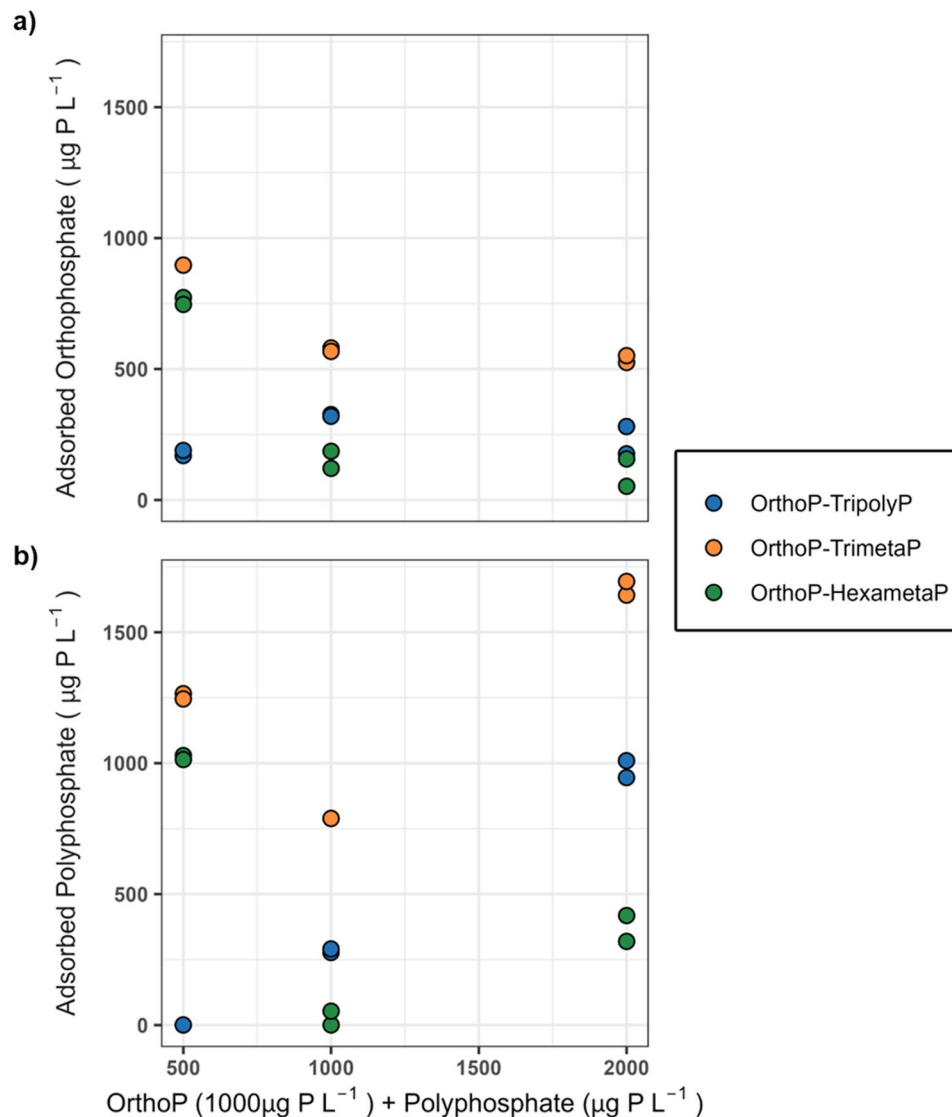 a)
Adsorbed Orthophosphate ( µg P L⁻¹ )
1500
1000
500
0
b)
Adsorbed Polyphosphate ( µg P L⁻¹ )
1500
1000
500
0
500 1000 1500 2000
OrthoP (1000µg P L⁻¹ ) + Polyphosphate (µg P L⁻¹ )
OrthoP-TripolyP
OrthoP-TrimetaP
OrthoP-HexametaP